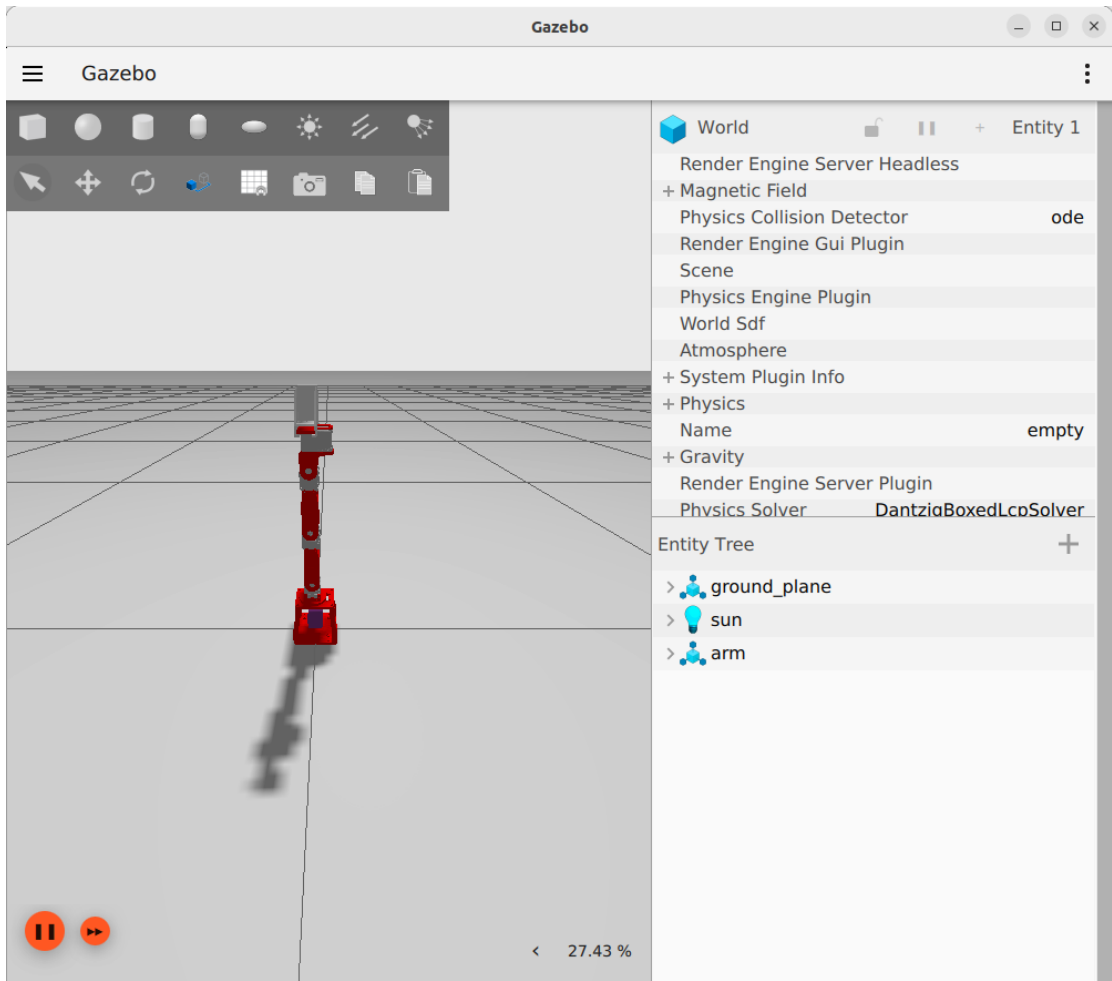 Gazebo
Gazebo
World + Entity 1
Render Engine Server Headless
+ Magnetic Field
Physics Collision Detector ode
Render Engine Gui Plugin
Scene
Physics Engine Plugin
World Sdf
Atmosphere
+ System Plugin Info
+ Physics
Name empty
+ Gravity
Render Engine Server Plugin
Physics Solver DantzigBoxedLcpSolver
Entity Tree +
> ground_plane
> sun
> arm
< 27.43 %